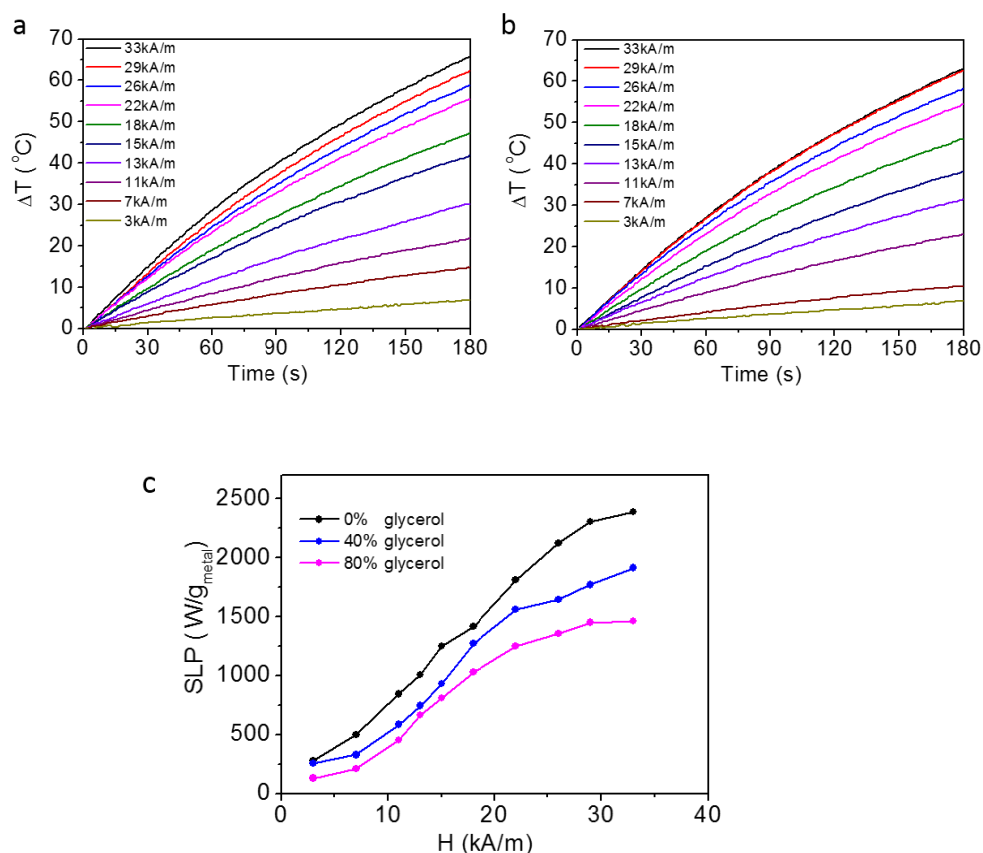 a
ΔT (°C)
70
60
50
40
30
20
10
0
33kA/m
29kA/m
26kA/m
22kA/m
18kA/m
15kA/m
13kA/m
11kA/m
7kA/m
3kA/m
0 30 60 90 120 150 180
Time (s)
b
ΔT (°C)
70
60
50
40
30
20
10
0
33kA/m
29kA/m
26kA/m
22kA/m
18kA/m
15kA/m
13kA/m
11kA/m
7kA/m
3kA/m
0 30 60 90 120 150 180
Time (s)
c
SLP ( W/gmetal)
2500
2000
1500
1000
500
0
0% glycerol
40% glycerol
80% glycerol
0 10 20 30 40
H (kA/m)